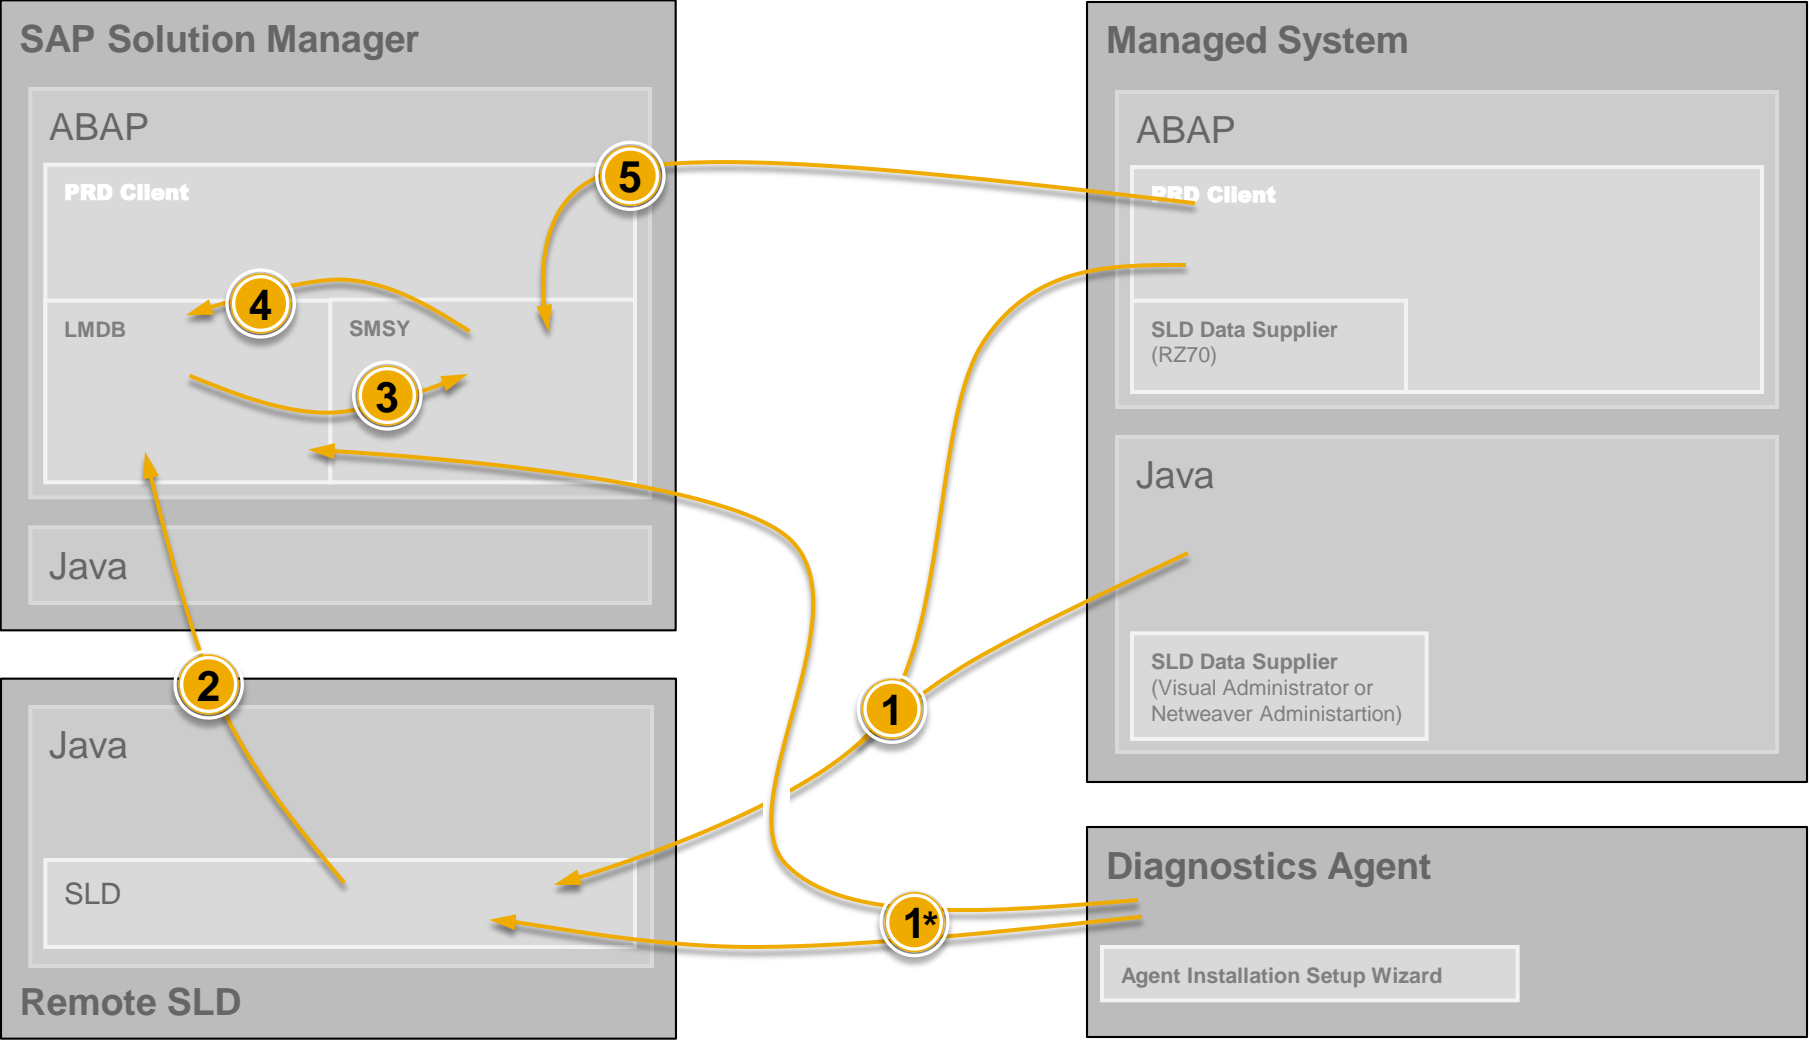 SAP Solution Manager
ABAP
PRD Client
5
4
LMDB
SMSY
3
Java
2
Java
SLD
Remote SLD
Managed System
ABAP
PRD Client
SLD Data Supplier
(RZ70)
Java
SLD Data Supplier
(Visual Administrator or
Netweaver Administartion)
1
Diagnostics Agent
1*
Agent Installation Setup Wizard